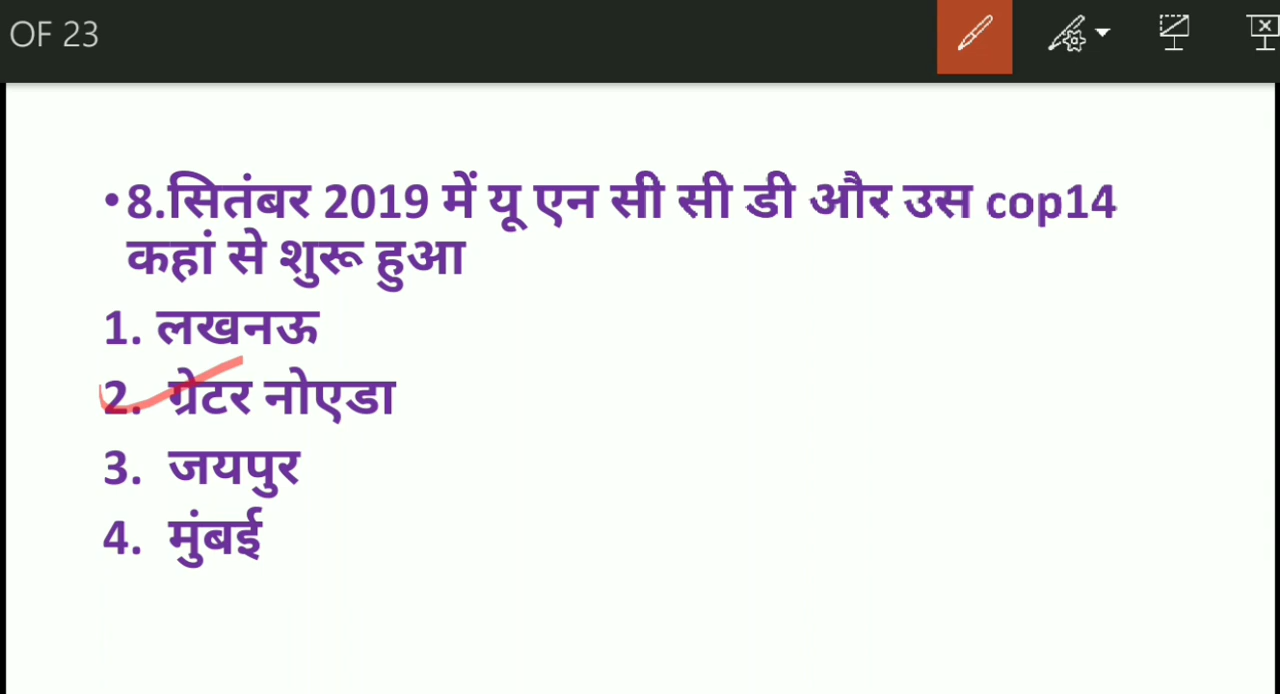 OF 23
•8.सितंबर 2019 में यू एन सी सी डी और उस cop14
कहां से शुरू हुआ
1. लखनऊ
2. ग्रेटर नोएडा
3. जयपुर
4. मुंबई